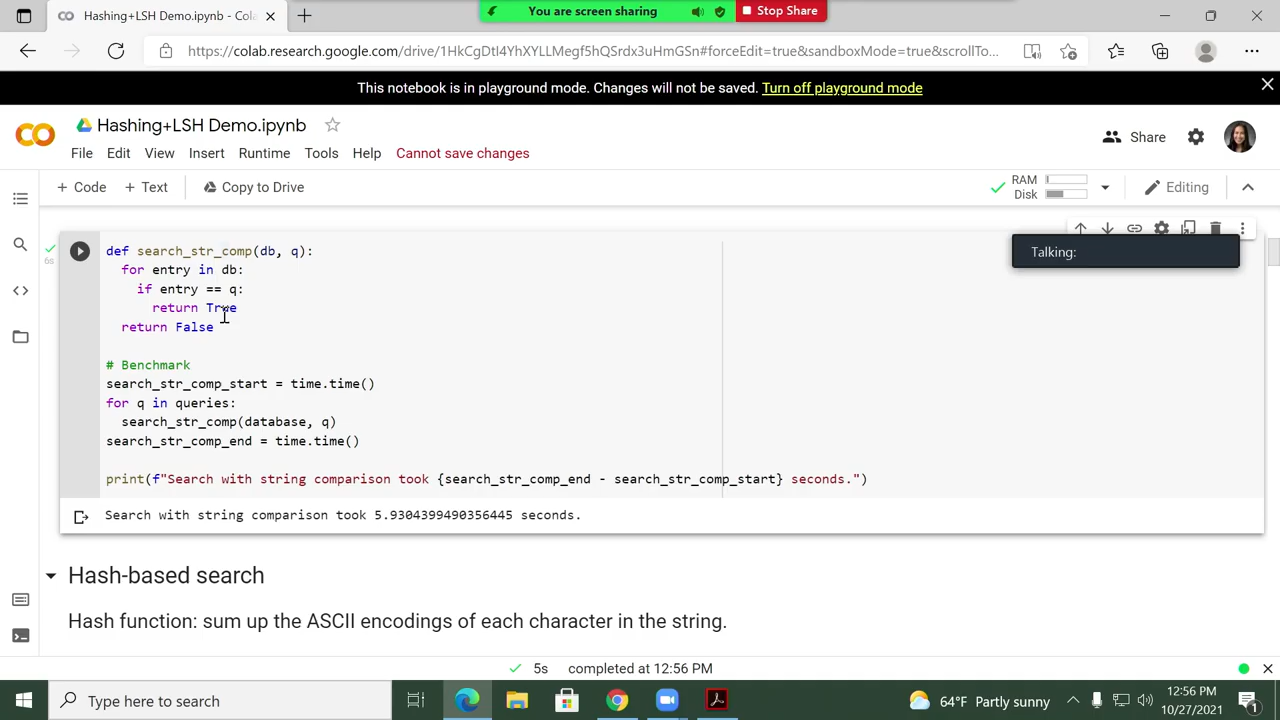 Hashing+LSH Demo.ipynb - Cola
You are screen sharing
Stop Share
https://colab.research.google.com/drive/1HkCgDtI4YhXYLLMegf5hQSrdx3uHmGSn#forceEdit=true&sandboxMode=true&scrollTo...
This notebook is in playground mode. Changes will not be saved. Turn off playground mode
CO
Hashing+LSH Demo.ipynb
Share
File Edit View Insert Runtime Tools Help Cannot save changes
+ Code + Text Copy to Drive
RAM
Disk
Editing
Talking:
6s
def search_str_comp(db, q):
for entry in db:
if entry == q:
return True
return False
# Benchmark
search_str_comp_start = time.time()
for q in queries:
search_str_comp(database, q)
search_str_comp_end = time.time()
print(f"Search with string comparison took {search_str_comp_end - search_str_comp_start} seconds.")
Search with string comparison took 5.9304399490356445 seconds.
Hash-based search
Hash function: sum up the ASCII encodings of each character in the string.
5s completed at 12:56 PM
Type here to search
64°F Partly sunny
12:56 PM
10/27/2021
1